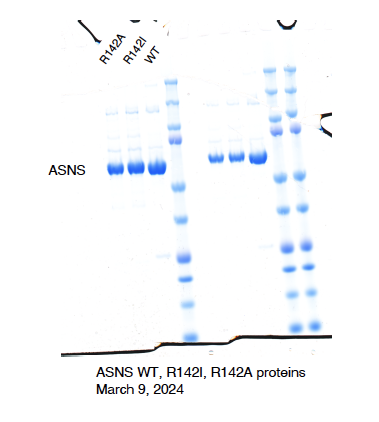 R142A
R142I
WT
ASNS
ASNS WT, R142I, R142A proteins
March 9, 2024